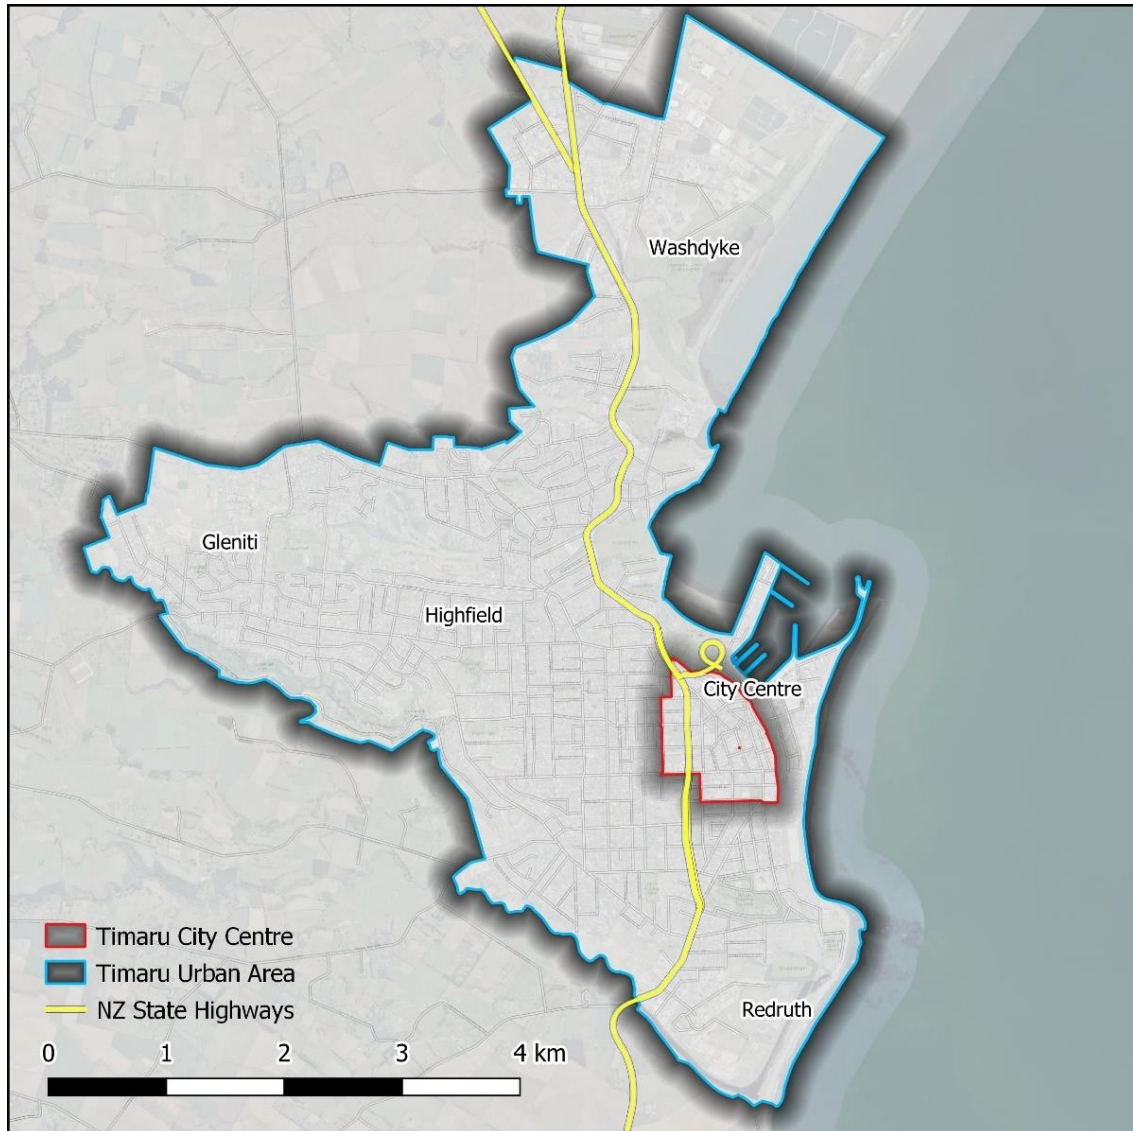 Washdyke
Gleniti
Highfield
City Centre
Redruth
Timaru City Centre
Timaru Urban Area
NZ State Highways
0 1 2 3 4 km